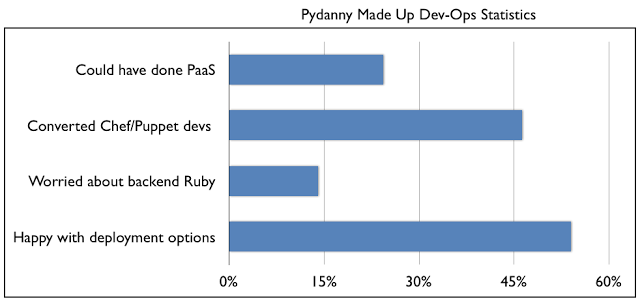 Pydanny Made Up Dev-Ops Statistics
Could have done PaaS
Converted Chef/Puppet devs
Worried about backend Ruby
Happy with deployment options
0% 15% 30% 45% 60%